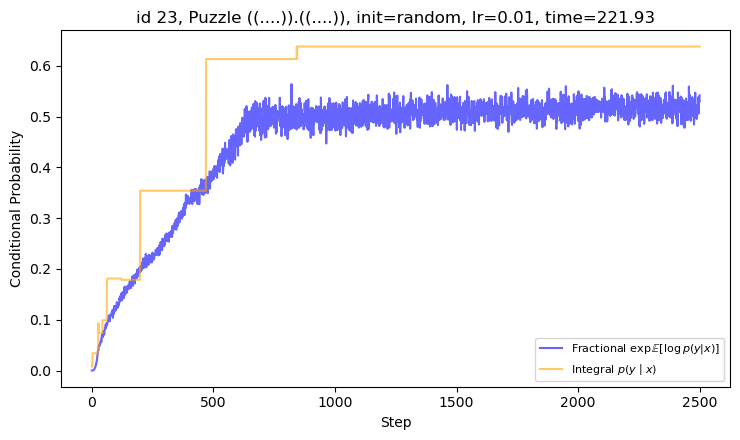 id 23, Puzzle ((....)).((....)), init=random, lr=0.01, time=221.93
Conditional Probability
0.6
0.5
0.4
0.3
0.2
0.1
0.0
Fractional exp𝔼[log p(y|x)]
Integral p(y | x)
0 500 1000 1500 2000 2500
Step